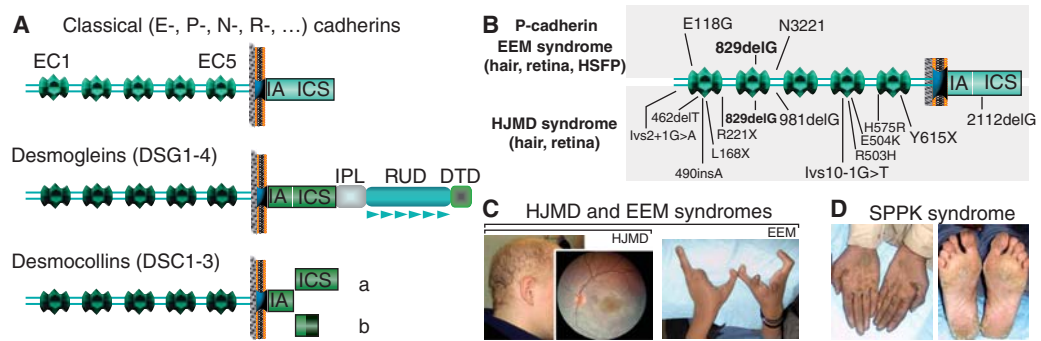 A
Classical (E-, P-, N-, R-, …) cadherins
EC1
EC5
IA
ICS
Desmogleins (DSG1-4)
IPL
RUD
DTD
IA
ICS
Desmocollins (DSC1-3)
ICS
a
IA
b
B
P-cadherin
EEM syndrome
(hair, retina, HSFP)
E118G
829delG
N3221
IA
ICS
HJMD syndrome
(hair, retina)
462delT
Ivs2+1G>A
490insA
L168X
R221X
829delG
981delG
Ivs10-1G>T
H575R
E504K
R503H
Y615X
2112delG
C
HJMD and EEM syndromes
HJMD
EEM
D
SPPK syndrome